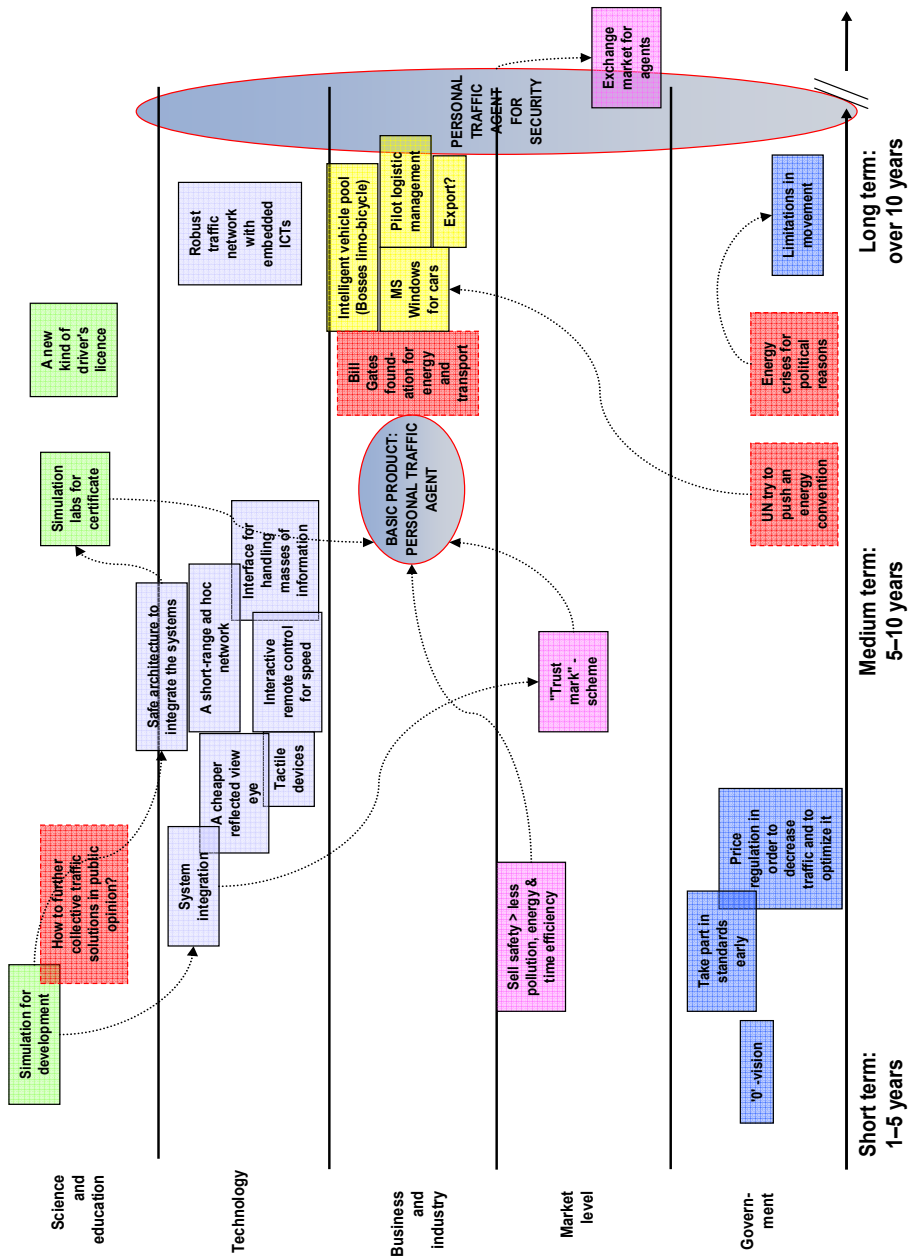 Science
and
education
Simulation for
development
How to further
collective traffic
solutions in public
opinion?
Simulation
labs for
certificate
A new
kind of
driver's
licence
Technology
System
integration
A cheaper
reflected view
eye
Tactile
devices
Safe architecture to
integrate the systems
A short-range ad hoc
network
Interactive
remote control
for speed
Interface for
handling
masses of
information
Robust
traffic
network
with
embedded
ICTs
Business
and
industry
BASIC PRODUCT:
PERSONAL TRAFFIC
AGENT
Bill
Gates
found-
ation for
energy
and
transport
Intelligent vehicle pool
(Bosses limo-bicycle)
MS
Windows
for cars
Pilot logistic
management
Export?
PERSONAL
TRAFFIC
AGENT
FOR
SECURITY
Market
level
Sell safety > less
pollution, energy &
time efficiency
"Trust
mark" -
scheme
Exchange
market for
agents
Govern-
ment
'0' -vision
Take part in
standards
early
Price
regulation in
order to
decrease
traffic and to
optimize it
UN try to
push an
energy
convention
Energy
crises for
political
reasons
Limitations in
movement
Short term:
1–5 years
Medium term:
5–10 years
Long term:
over 10 years